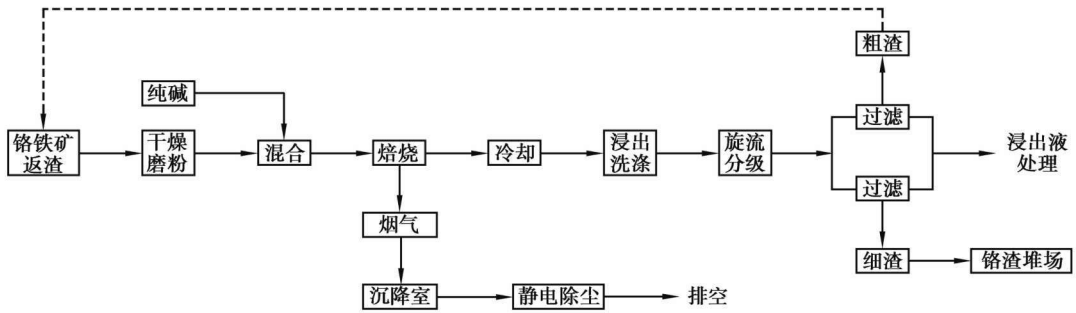 粗渣
纯碱
过滤
铬铁矿
返渣
干燥
磨粉
混合
焙烧
冷却
浸出
洗涤
旋流
分级
浸出液
处理
过滤
烟气
细渣
铬渣堆场
沉降室
静电除尘
排空